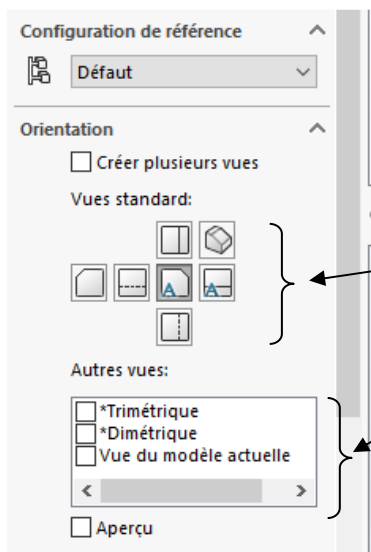 Configuration de référence
Défaut
Orientation
Créer plusieurs vues
Vues standard:
A
A
Autres vues:
*Trimétrique
*Dimétrique
Vue du modèle actuelle
Aperçu